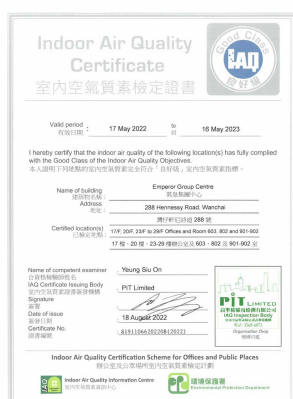 Indoor Air Quality
Certificate
室內空氣質素檢定證書
Good Class
IAQ
良好級
Valid period
有效日期 :
17 May 2022
to
至
16 May 2023
I hereby certify that the indoor air quality of the following location(s) has fully complied
with the Good Class of the Indoor Air Quality Objectives.
本人證明下列地點的室內空氣質素完全符合「良好級」室內空氣質素指標。
Name of building
建築物名稱 :
Emperor Group Centre
英皇集團中心
Address
地址 :
288 Hennessy Road, Wanchai
灣仔軒尼詩道 288 號
Certified location(s)
已檢定地點 :
17/F, 20/F, 23/F to 29/F Offices and Room 603, 802 and 901-902
17 樓、20 樓、23-29 樓辦公室及 603、802 及 901-902 室
Name of competent examiner : Yeung Siu On
合資格檢驗師姓名
IAQ Certificate Issuing Body : PiT Limited
室內空氣質素證書簽發機構
Signature :
簽署
Date of issue : 18 August 2022
簽發日期
Certificate No. : 81911066202208(2022)
證書編號
PiT LIMITED
IAQ Inspection Body
Organisation Chop
機構印鑑
Indoor Air Quality Certification Scheme for Offices and Public Places
辦公室及公眾場所室內空氣質素檢定計劃
IAQ
Indoor Air Quality Information Centre
室內空氣質素資訊中心
環境保護署
Environmental Protection Department